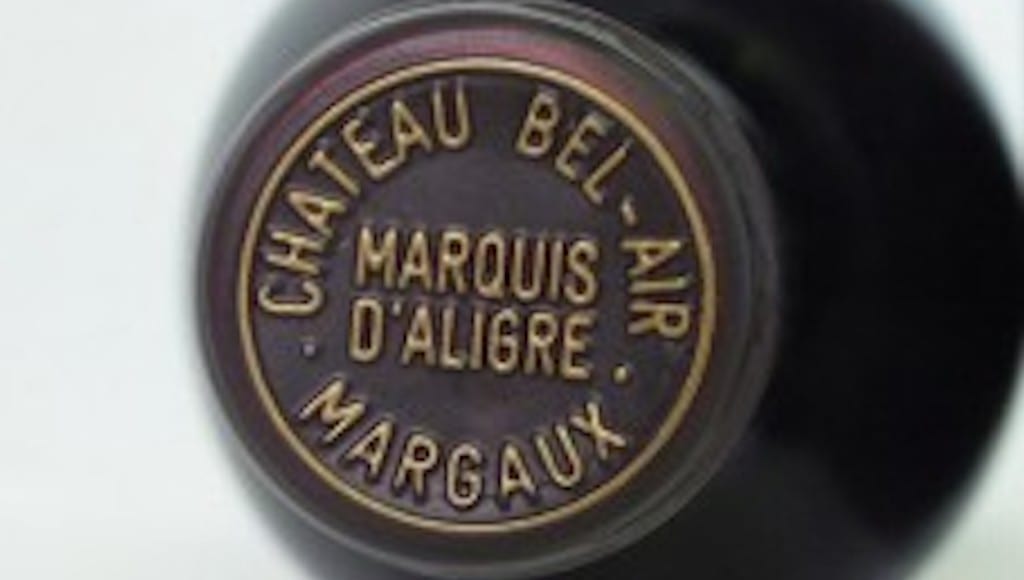 CHATEAU BEL-AIR
MARQUIS
D'ALIGRE
· MARGAUX ·